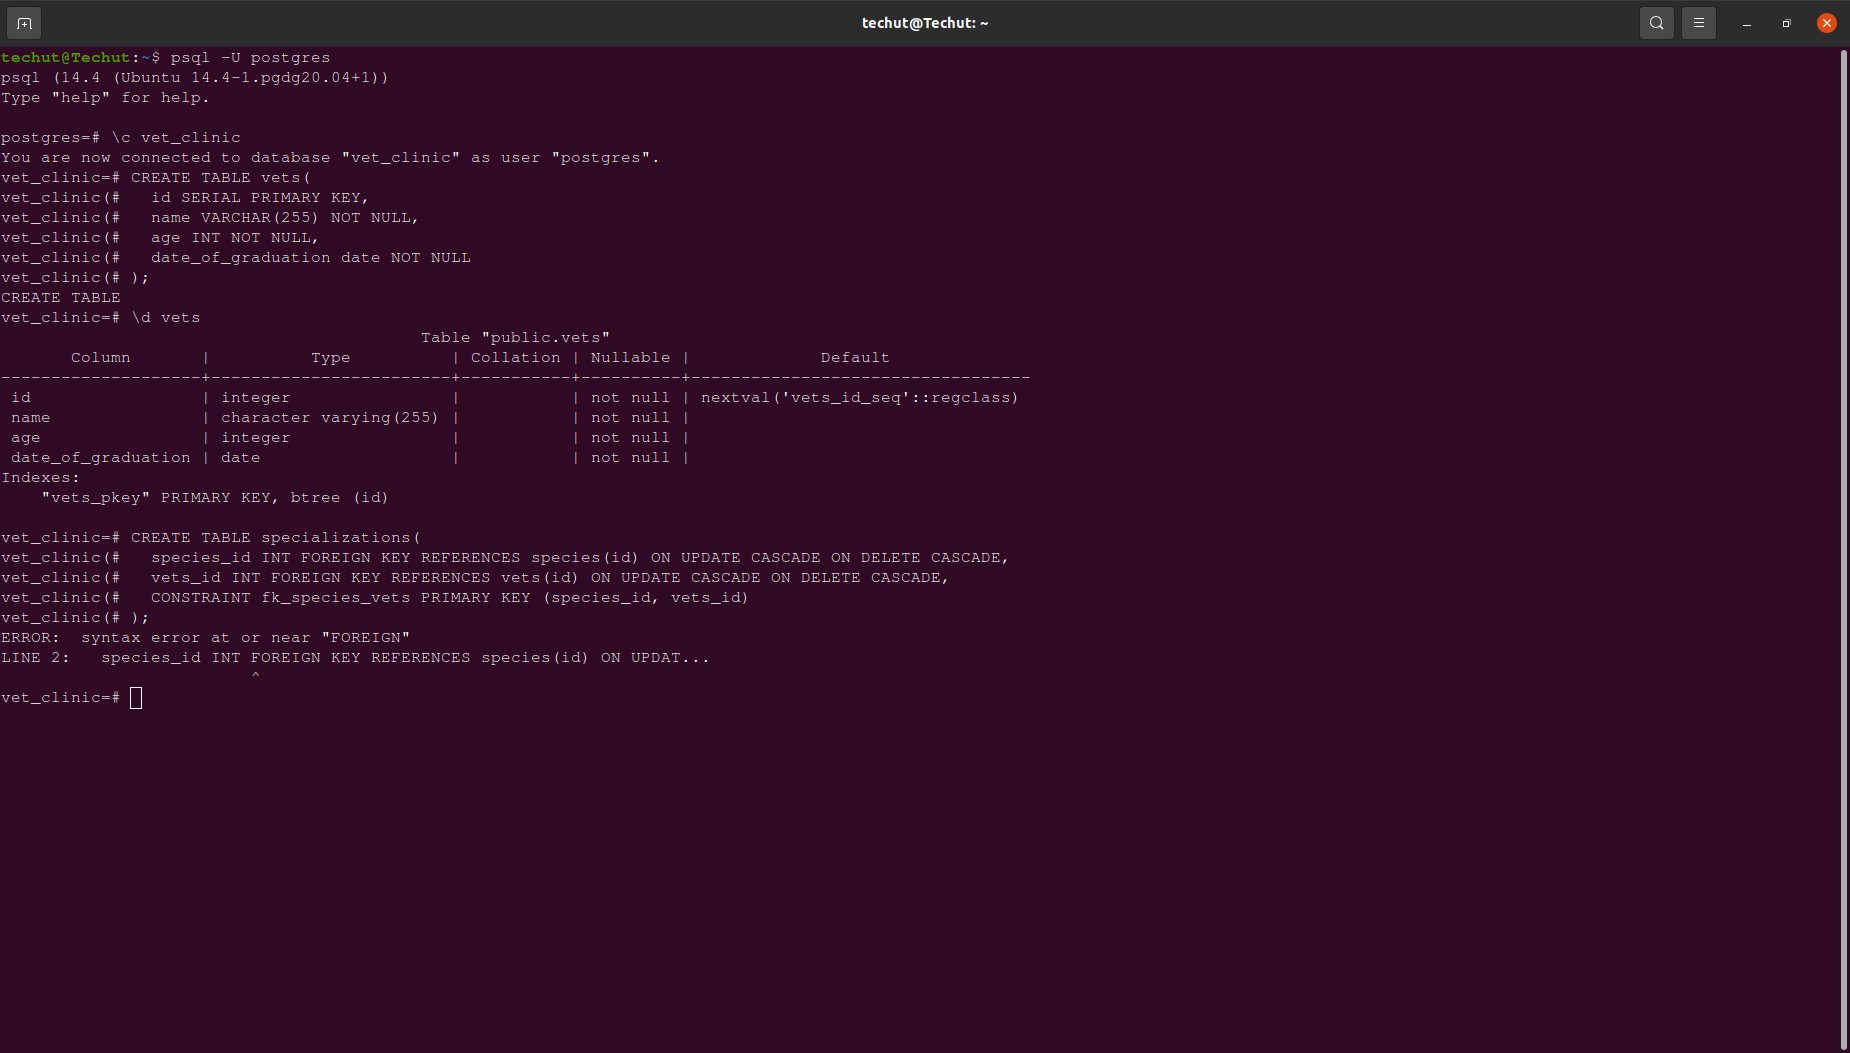 techut@Techut: ~
techut@Techut:~$ psql -U postgres
psql (14.4 (Ubuntu 14.4-1.pgdg20.04+1))
Type "help" for help.

postgres=# \c vet_clinic
You are now connected to database "vet_clinic" as user "postgres".
vet_clinic=# CREATE TABLE vets(
vet_clinic(#   id SERIAL PRIMARY KEY,
vet_clinic(#   name VARCHAR(255) NOT NULL,
vet_clinic(#   age INT NOT NULL,
vet_clinic(#   date_of_graduation date NOT NULL
vet_clinic(# );
CREATE TABLE
vet_clinic=# \d vets
                                          Table "public.vets"
       Column       |          Type          | Collation | Nullable |             Default
--------------------+------------------------+-----------+----------+----------------------------------
 id                 | integer                |           | not null | nextval('vets_id_seq'::regclass)
 name               | character varying(255) |           | not null |
 age                | integer                |           | not null |
 date_of_graduation | date                   |           | not null |
Indexes:
    "vets_pkey" PRIMARY KEY, btree (id)

vet_clinic=# CREATE TABLE specializations(
vet_clinic(#   species_id INT FOREIGN KEY REFERENCES species(id) ON UPDATE CASCADE ON DELETE CASCADE,
vet_clinic(#   vets_id INT FOREIGN KEY REFERENCES vets(id) ON UPDATE CASCADE ON DELETE CASCADE,
vet_clinic(#   CONSTRAINT fk_species_vets PRIMARY KEY (species_id, vets_id)
vet_clinic(# );
ERROR:  syntax error at or near "FOREIGN"
LINE 2:   species_id INT FOREIGN KEY REFERENCES species(id) ON UPDAT...
                         ^
vet_clinic=#